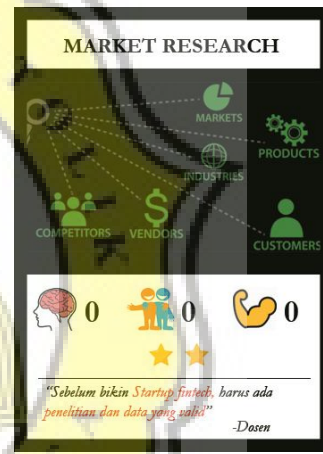 MARKET RESEARCH
MARKETS
PRODUCTS
INDUSTRIES
COMPETITORS
VENDORS
CUSTOMERS
0 0 0
"Sebelum bikin Startup fintech, harus ada
penelitian dan data yang valid"
-Dosen